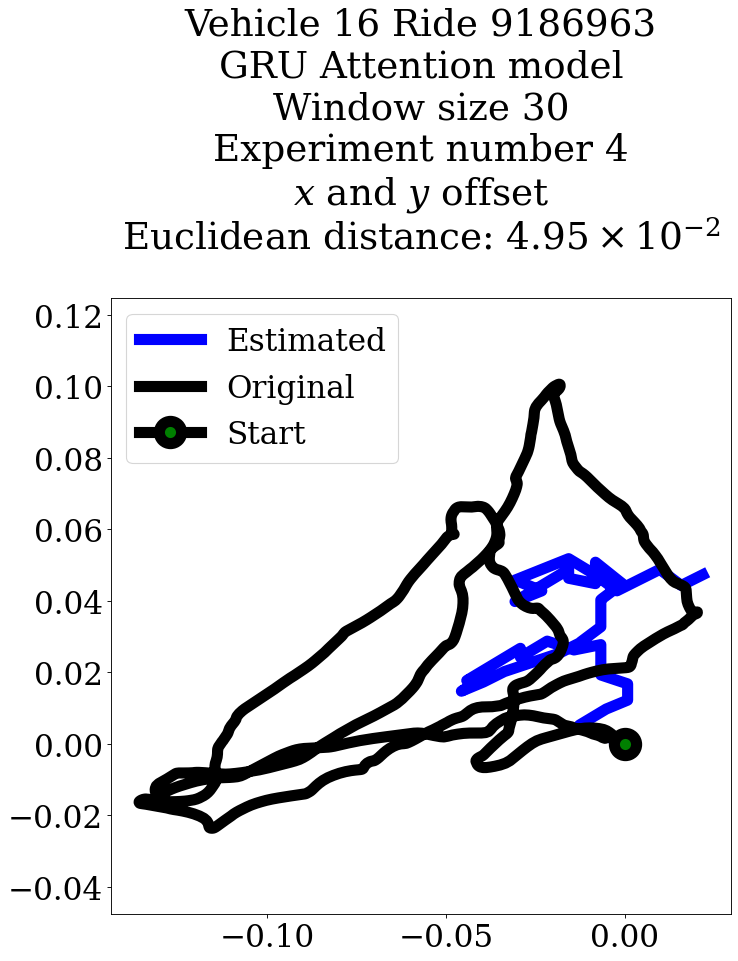 Vehicle 16 Ride 9186963
GRU Attention model
Window size 30
Experiment number 4
x and y offset
Euclidean distance: 4.95 × 10⁻²
Estimated
Original
Start
0.12
0.10
0.08
0.06
0.04
0.02
0.00
−0.02
−0.04
−0.10
−0.05
0.00